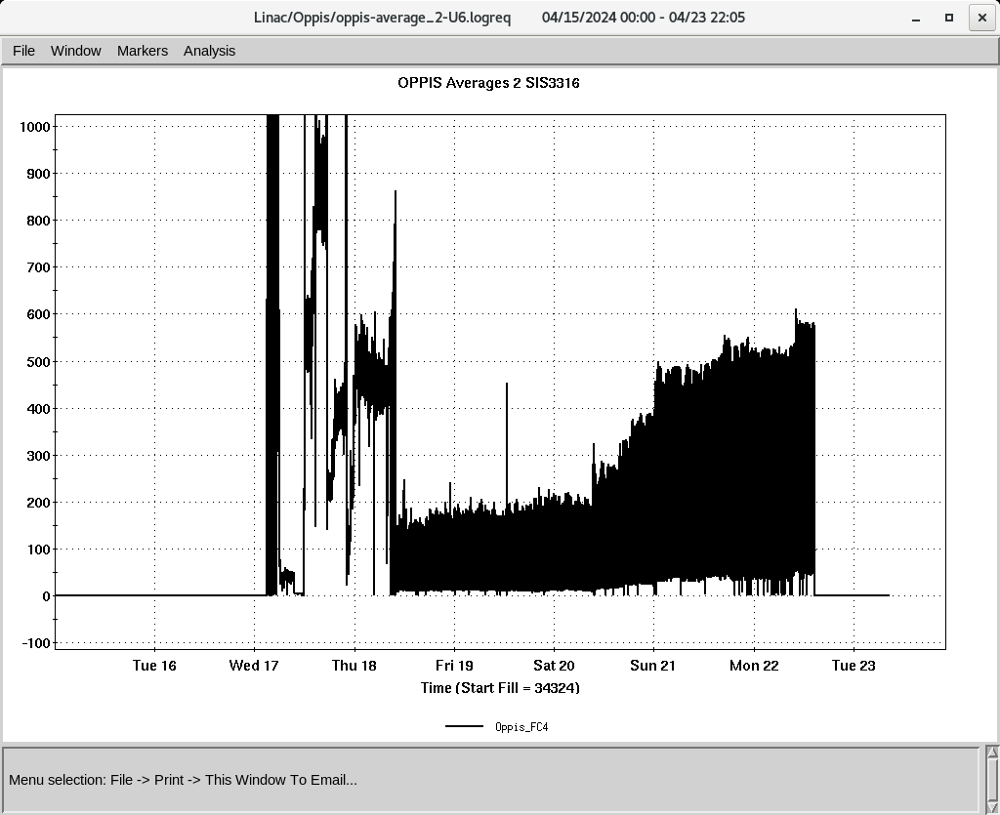 Linac/Oppis/oppis-average_2-U6.logreq 04/15/2024 00:00 - 04/23 22:05
File Window Markers Analysis
OPPIS Averages 2 SIS3316
1000
900
800
700
600
500
400
300
200
100
0
-100
Tue 16 Wed 17 Thu 18 Fri 19 Sat 20 Sun 21 Mon 22 Tue 23
Time (Start Fill = 34324)
Oppis_FC4
Menu selection: File -> Print -> This Window To Email...